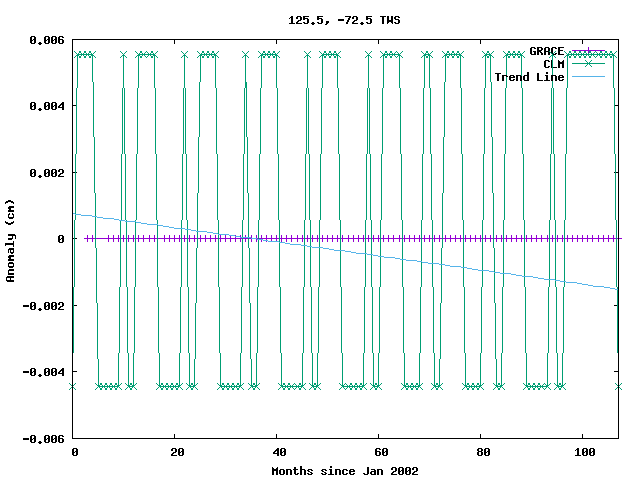 125.5, -72.5 TWS
0.006
0.004
0.002
0
-0.002
-0.004
-0.006
Anomaly (cm)
GRACE
CLM
Trend Line
0 20 40 60 80 100
Months since Jan 2002